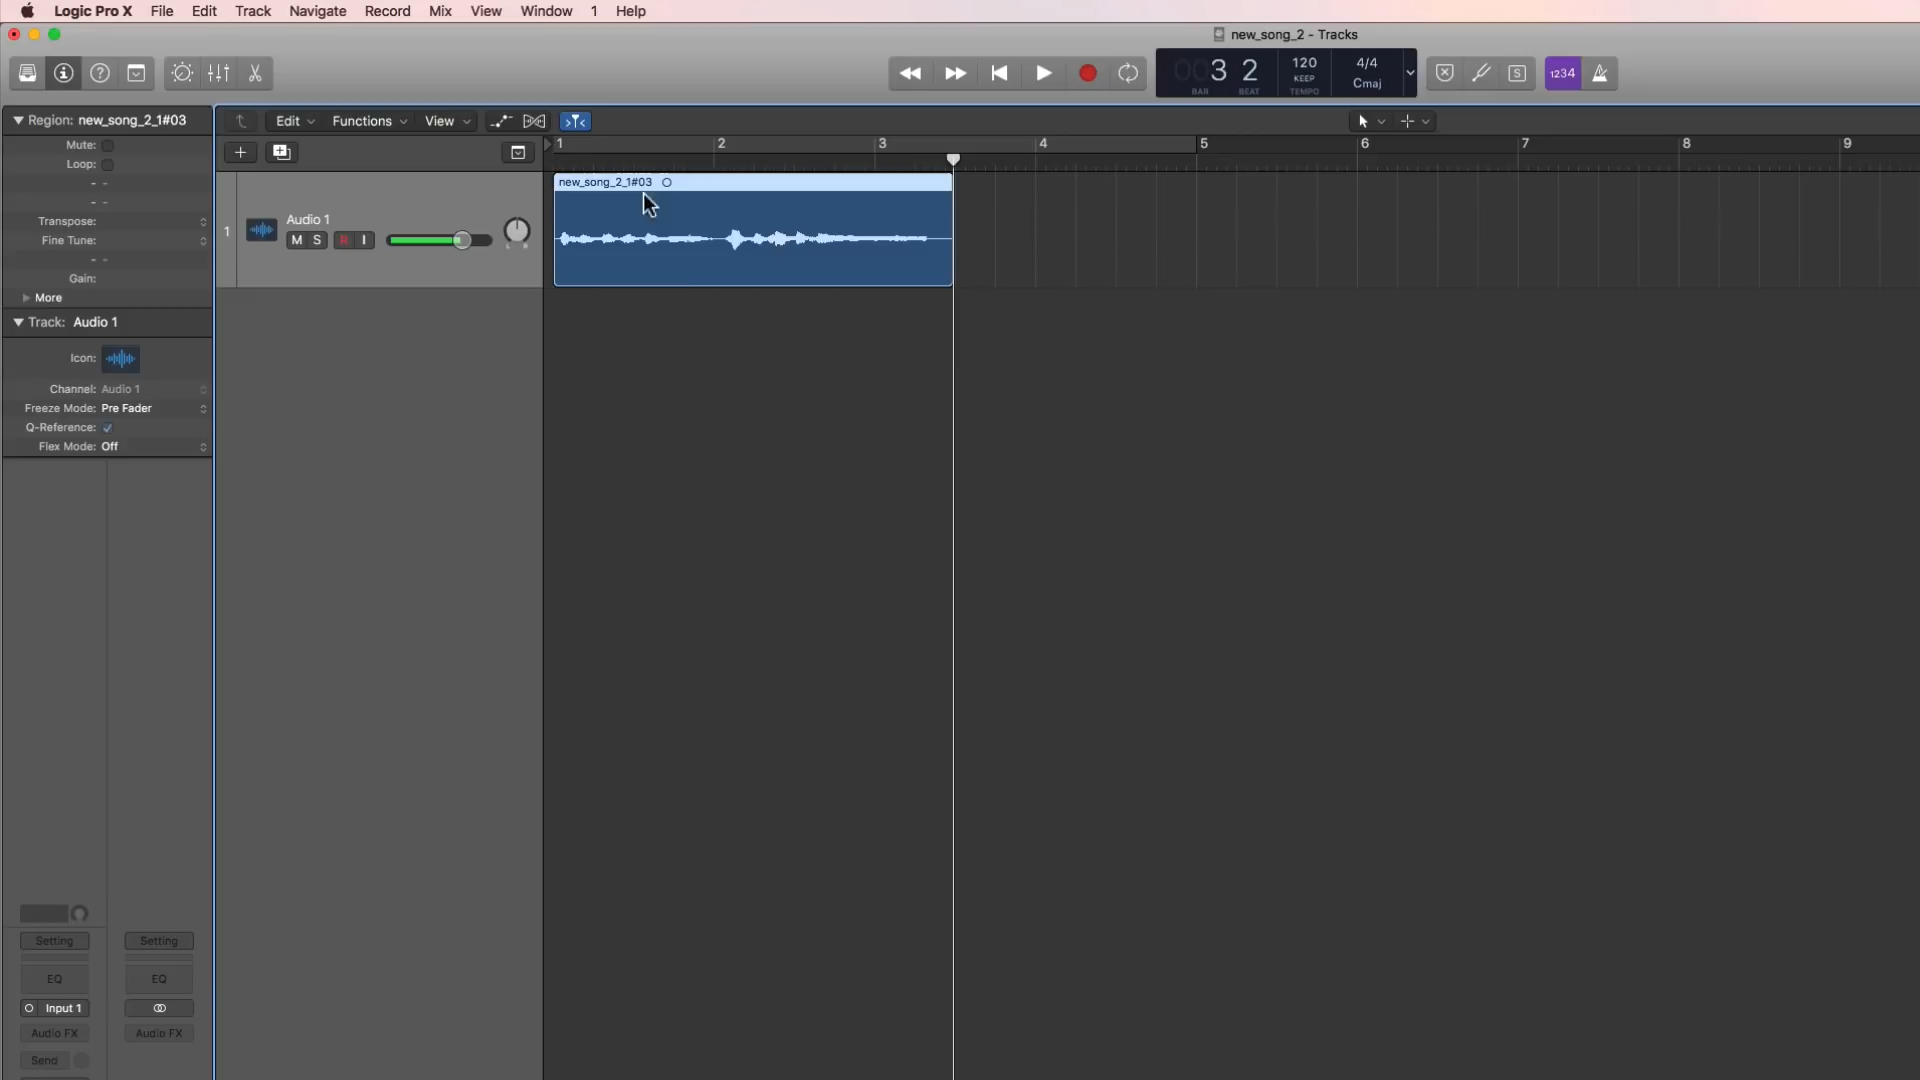 Logic Pro X File Edit Track Navigate Record Mix View Window 1 Help
new_song_2 - Tracks
003 2 120 4/4
KEEP Cmaj
BAR BEAT TEMPO
S 1234
Region: new_song_2_1#03
Edit Functions View
Mute:
Loop:
- -
- -
Transpose:
Fine Tune:
- -
Gain:
More
Track: Audio 1
Icon:
Channel: Audio 1
Freeze Mode: Pre Fader
Q-Reference:
Flex Mode: Off
1 2 3 4 5 6 7 8 9
new_song_2_1#03
1 Audio 1
M S R I
L R
Setting Setting
EQ EQ
Input 1
Audio FX Audio FX
Send